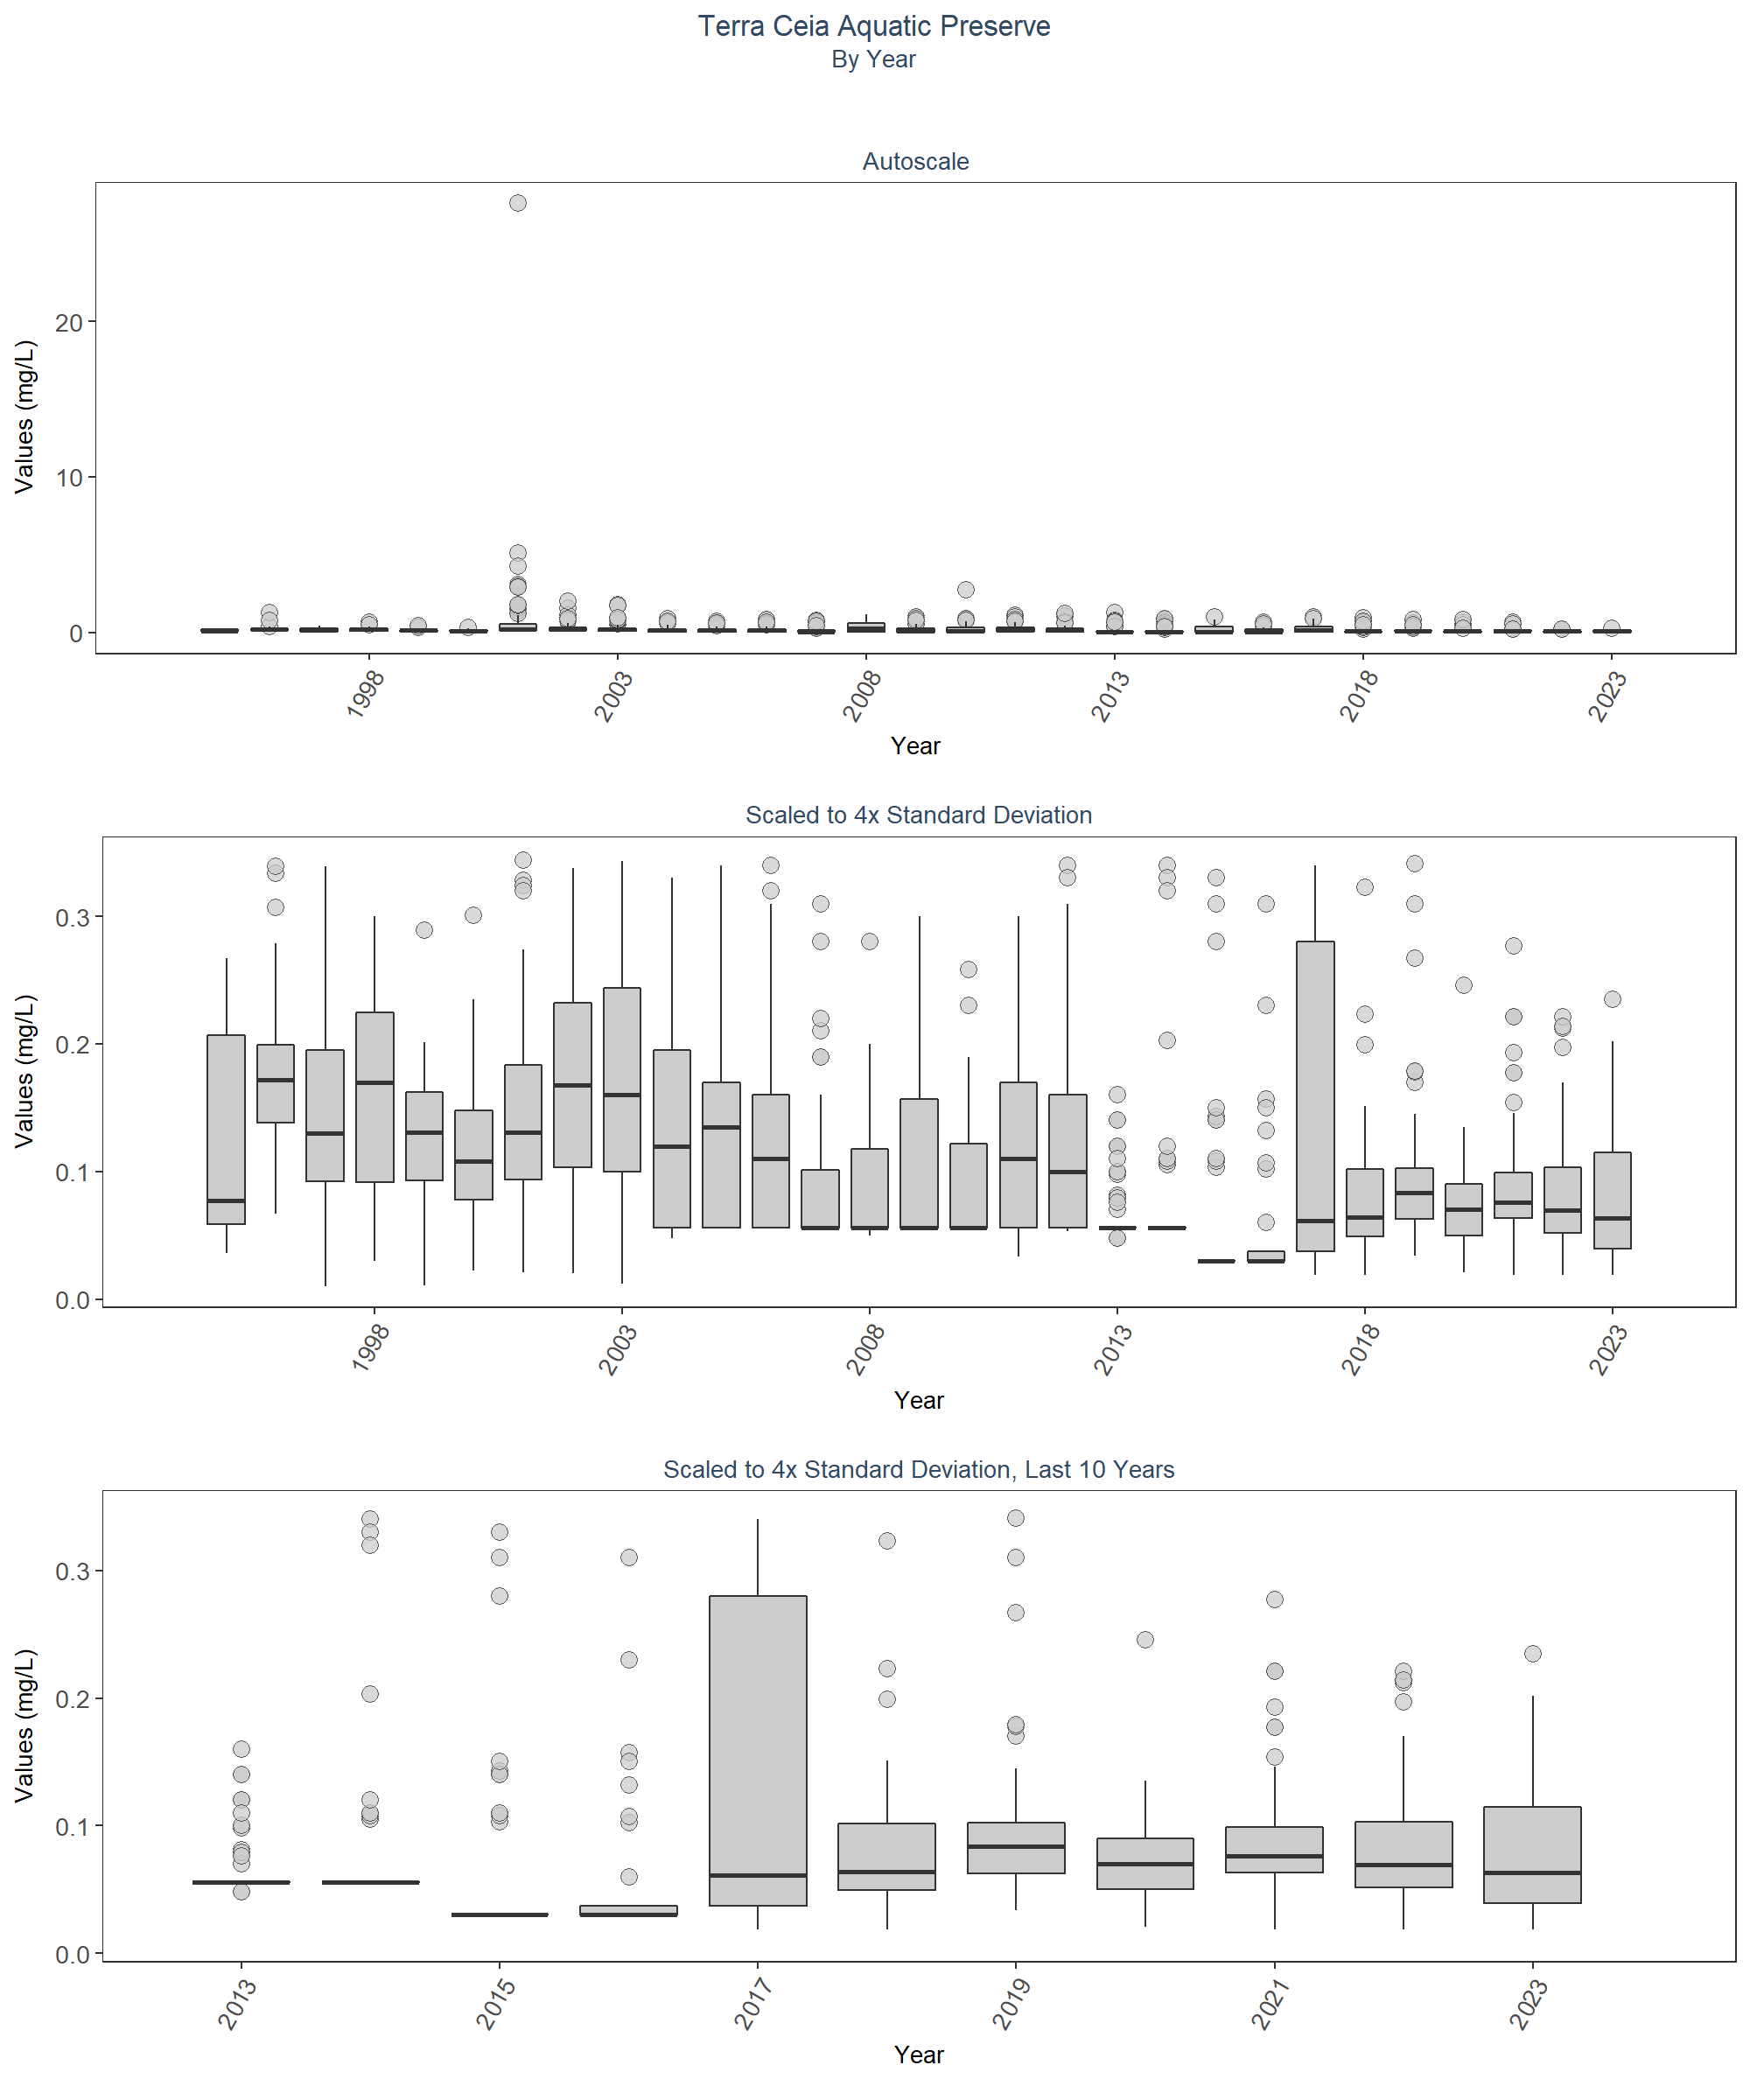 Terra Ceia Aquatic Preserve
By Year
Autoscale
Values (mg/L)
20
10
0
1998 2003 2008 2013 2018 2023
Year
Scaled to 4x Standard Deviation
Values (mg/L)
0.3
0.2
0.1
0.0
1998 2003 2008 2013 2018 2023
Year
Scaled to 4x Standard Deviation, Last 10 Years
Values (mg/L)
0.3
0.2
0.1
0.0
2013 2015 2017 2019 2021 2023
Year